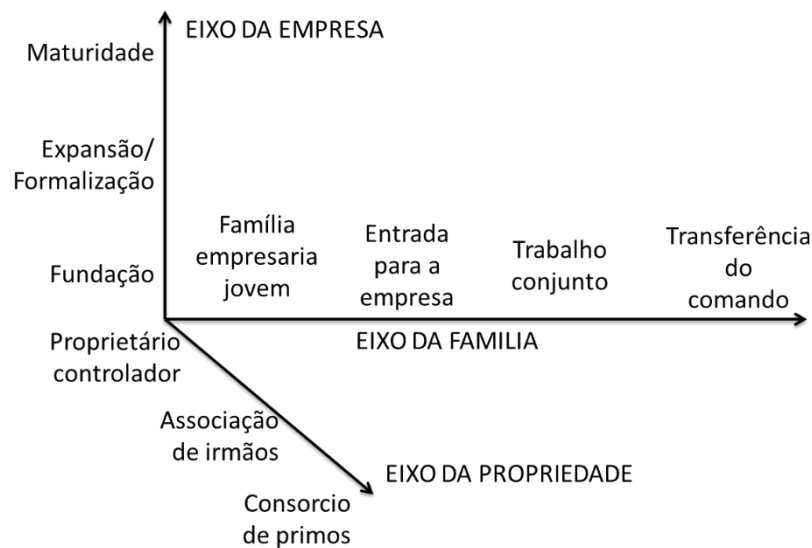 EIXO DA EMPRESA
Maturidade
Expansão/
Formalização
Fundação
Família
empresaria
jovem
Entrada
para a
empresa
Trabalho
conjunto
Transferência
do
comando
EIXO DA FAMILIA
Proprietário
controlador
Associação
de irmãos
Consorcio
de primos
EIXO DA PROPRIEDADE